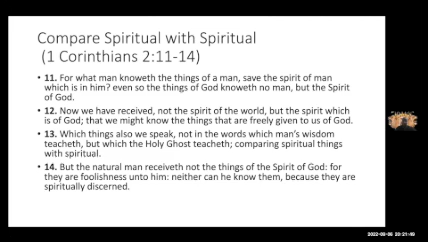 Compare Spiritual with Spiritual
(1 Corinthians 2:11-14)
• 11. For what man knoweth the things of a man, save the spirit of man
which is in him? even so the things of God knoweth no man, but the Spirit
of God.
• 12. Now we have received, not the spirit of the world, but the spirit which
is of God; that we might know the things that are freely given to us of God.
• 13. Which things also we speak, not in the words which man's wisdom
teacheth, but which the Holy Ghost teacheth; comparing spiritual things
with spiritual.
• 14. But the natural man receiveth not the things of the Spirit of God: for
they are foolishness unto him: neither can he know them, because they are
spiritually discerned.